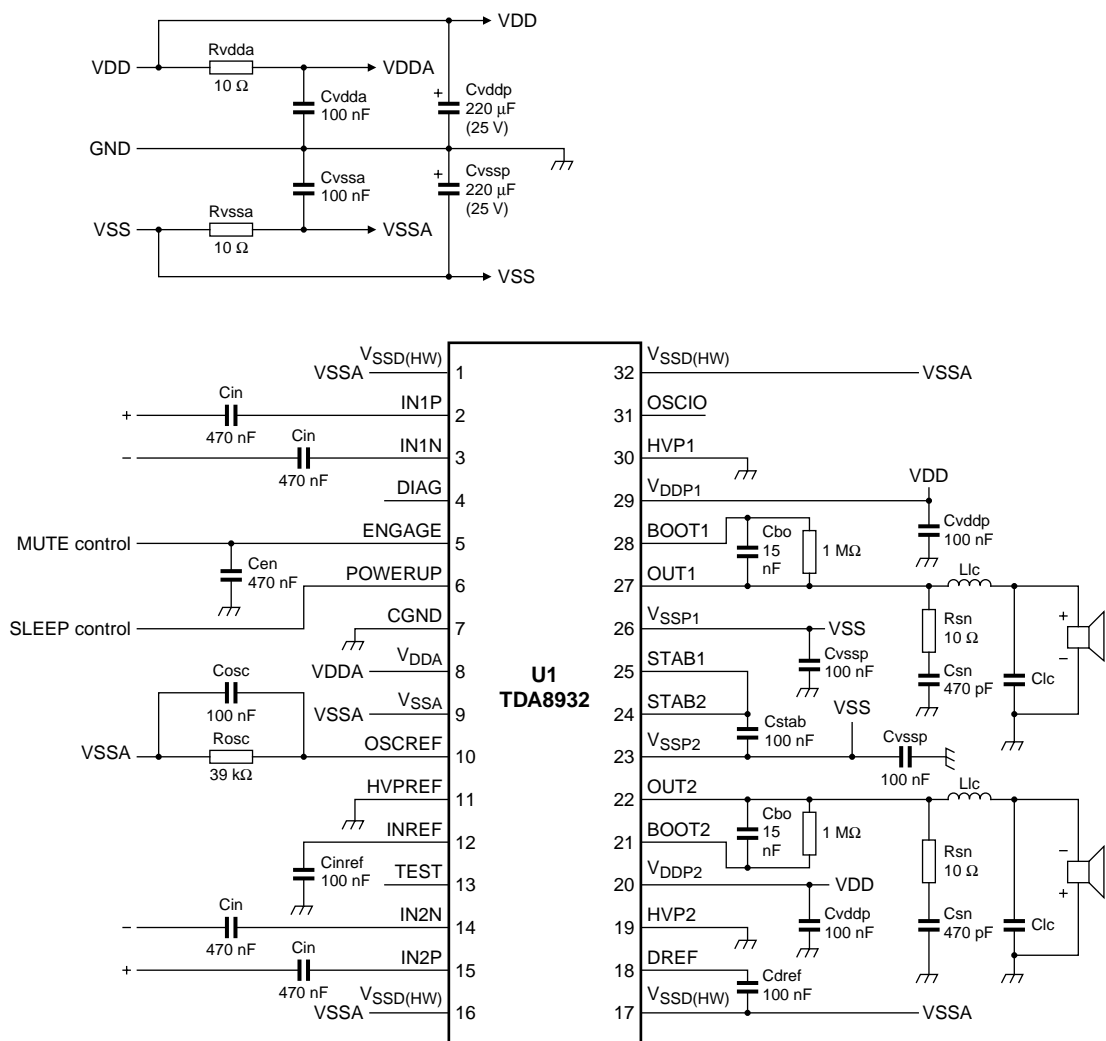 VDD
Rvdda
VDD
VDDA
10 Ω
Cvdda
100 nF
+
Cvddp
220 μF
(25 V)
GND
Cvssa
100 nF
+
Cvssp
220 μF
(25 V)
Rvssa
VSS
VSSA
10 Ω
VSS
U1
TDA8932
VSSD(HW)
VSSA
1
Cin
+
IN1P
2
470 nF
Cin
−
IN1N
3
470 nF
DIAG
4
MUTE control
ENGAGE
5
Cen
470 nF
POWERUP
6
SLEEP control
CGND
7
VDDA
VDDA
8
Cosc
100 nF
VSSA
VSSA
9
VSSA
Rosc
39 kΩ
OSCREF
10
HVPREF
11
INREF
12
Cinref
100 nF
TEST
13
Cin
−
IN2N
14
470 nF
Cin
+
IN2P
15
470 nF
VSSD(HW)
VSSA
16
VSSD(HW)
32
VSSA
31
OSCIO
30
HVP1
29
VDDP1
VDD
Cvddp
100 nF
28
BOOT1
Cbo
15
nF
1 MΩ
27
OUT1
Llc
Rsn
10 Ω
Csn
470 pF
Clc
+
−
26
VSSP1
VSS
Cvssp
100 nF
25
STAB1
24
STAB2
Cstab
100 nF
VSS
23
VSSP2
Cvssp
100 nF
22
OUT2
Llc
Cbo
15
nF
1 MΩ
21
BOOT2
Rsn
10 Ω
Csn
470 pF
Clc
−
+
20
VDDP2
VDD
Cvddp
100 nF
19
HVP2
18
DREF
Cdref
100 nF
VSSD(HW)
17
VSSA